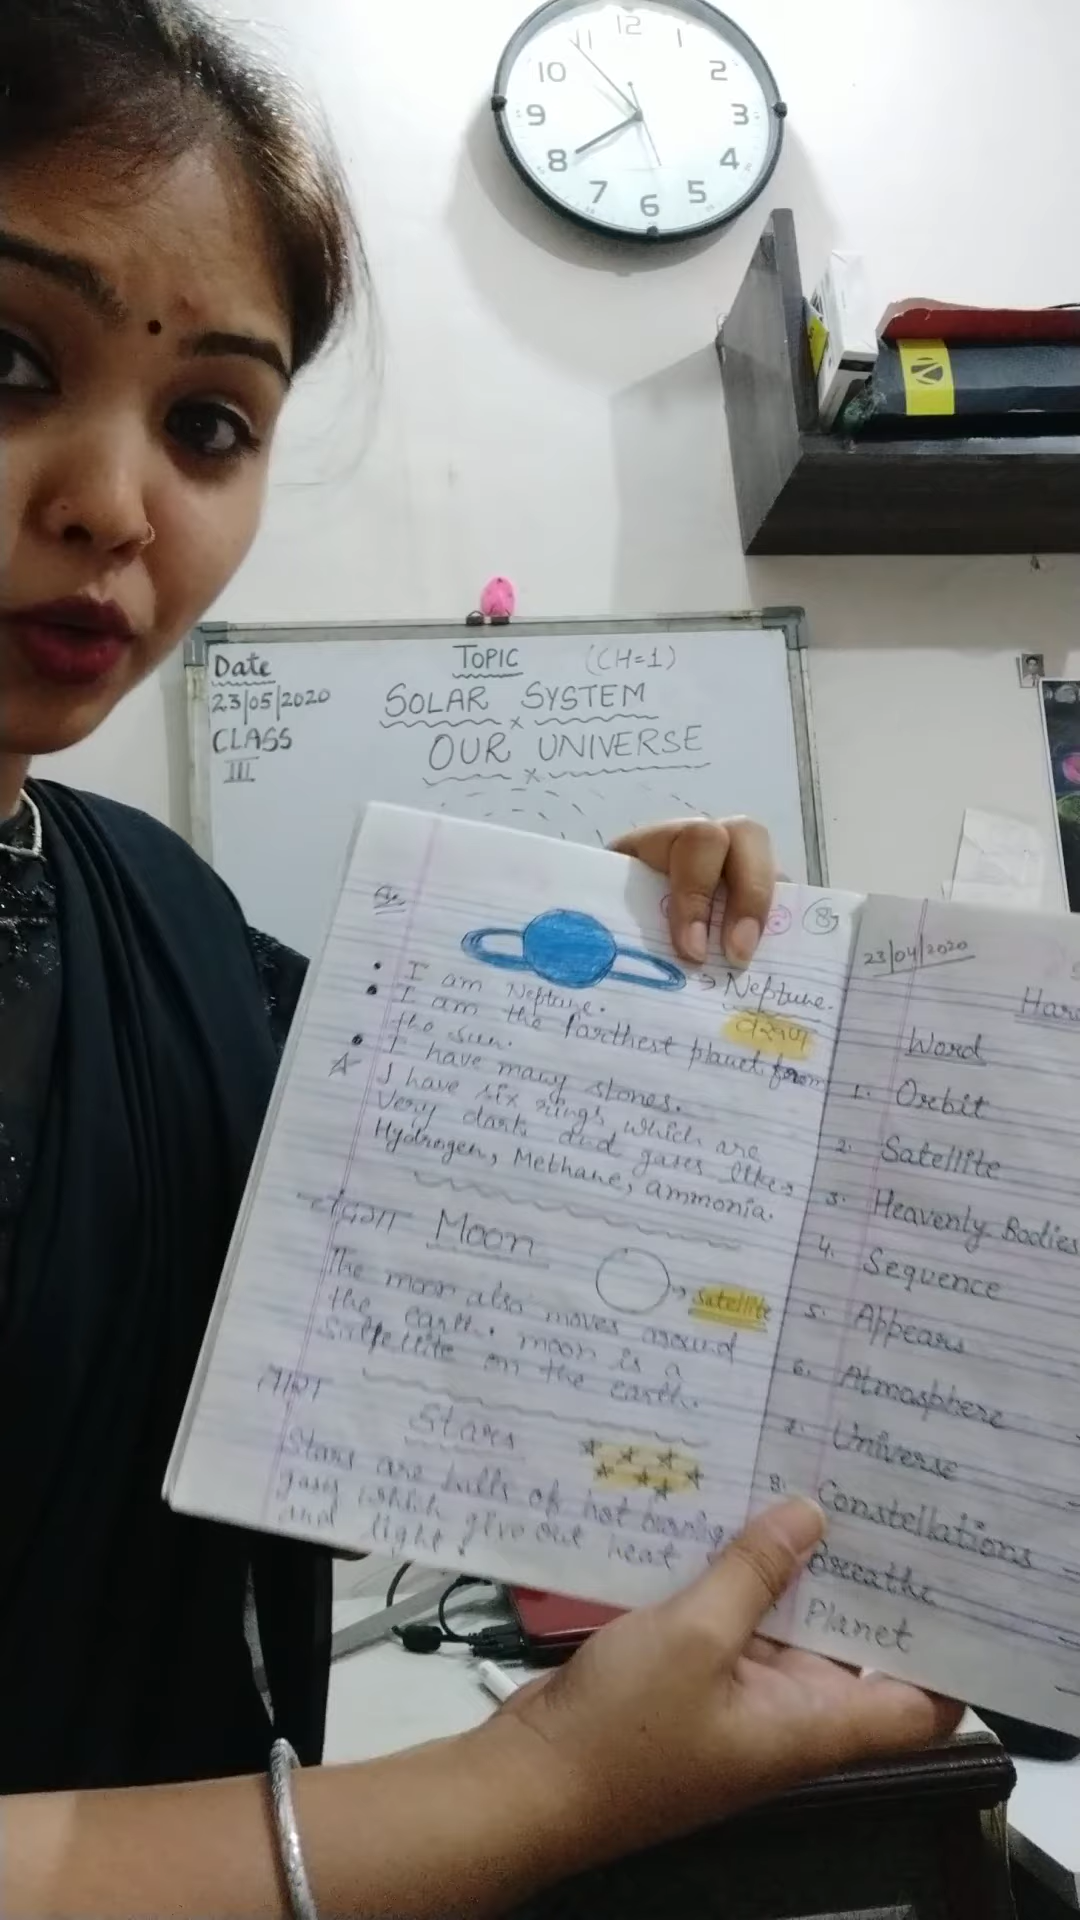 12
11
1
10
2
9
3
8
4
7
5
6
Date
23/05/2020
CLASS
III
TOPIC (CH=1)
SOLAR SYSTEM
OUR UNIVERSE
8
Neptune.
वरुण
I am Neptune.
I am the farthest planet from
the sun.
I have many stones.
I have six rings which are
very dark and gases like
Hydrogen, Methane, ammonia.
चंद्रमा Moon
satellite
The moon also moves around
the earth. moon is a
Satellite on the earth.
तारा
Stars
Stars are balls of hot burning
gases which give out heat
and light.
23/04/2020
Har
Word
1. Orbit
2. Satellite
3. Heavenly Bodies
4. Sequence
5. Appears
6. Atmosphere
7. Universe
8. Constellations
Breathe
Planet